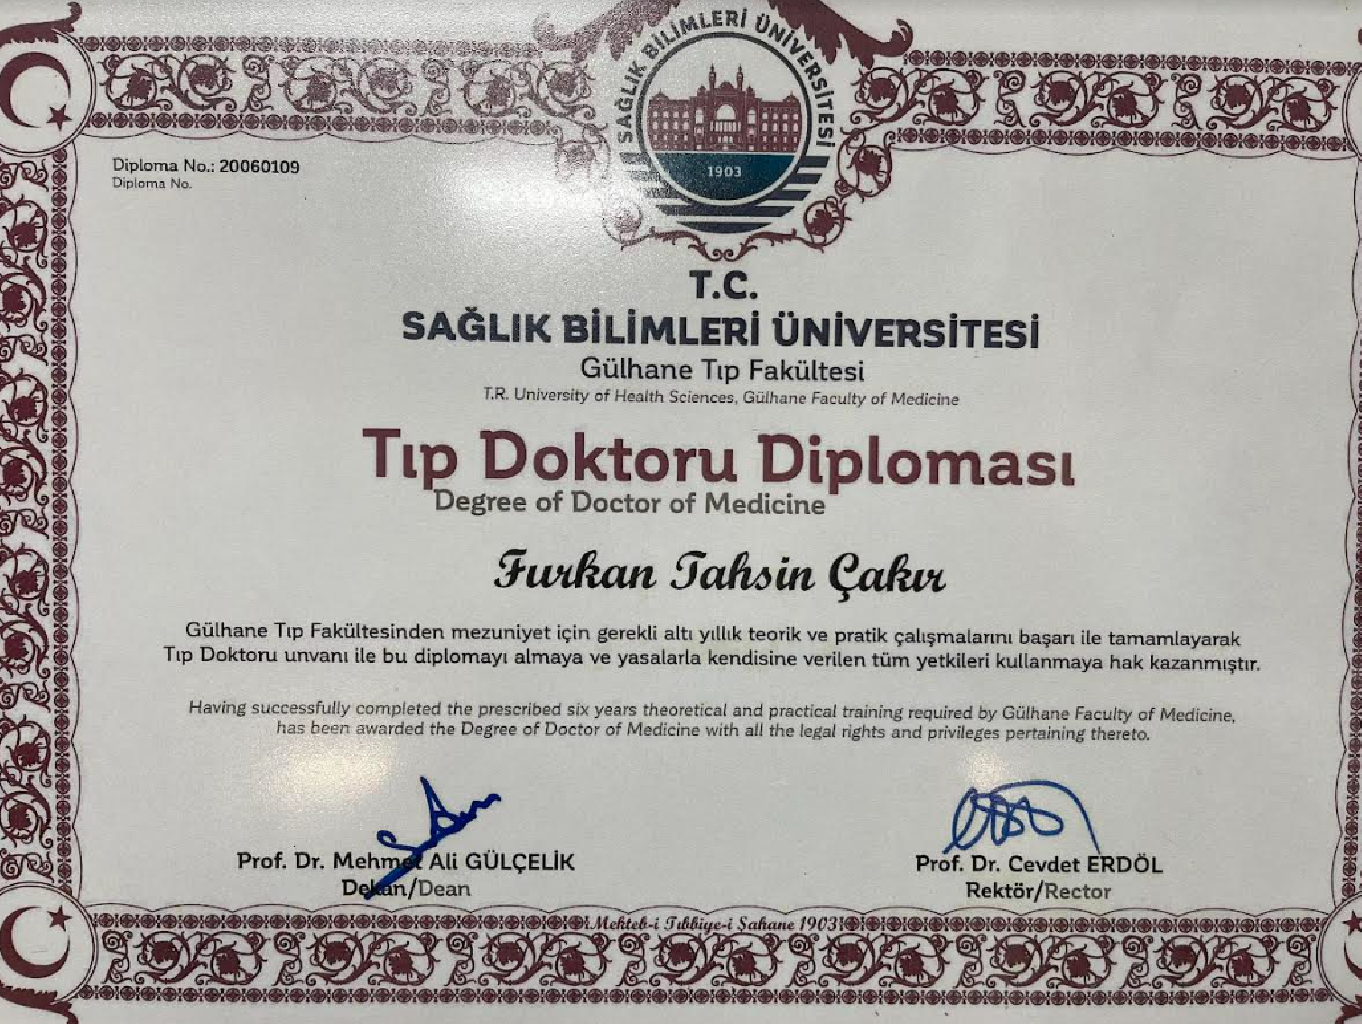 SAĞLIK BİLİMLERİ ÜNİVERSİTESİ
1903
Diploma No.: 20060109
Diploma No.
T.C.
SAĞLIK BİLİMLERİ ÜNİVERSİTESİ
Gülhane Tıp Fakültesi
T.R. University of Health Sciences, Gülhane Faculty of Medicine
Tıp Doktoru Diploması
Degree of Doctor of Medicine
Furkan Tahsin Çakır
Gülhane Tıp Fakültesinden mezuniyet için gerekli altı yıllık teorik ve pratik çalışmalarını başarı ile tamamlayarak
Tıp Doktoru unvanı ile bu diplomayı almaya ve yasalarla kendisine verilen tüm yetkileri kullanmaya hak kazanmıştır.
Having successfully completed the prescribed six years theoretical and practical training required by Gülhane Faculty of Medicine,
has been awarded the Degree of Doctor of Medicine with all the legal rights and privileges pertaining thereto.
Prof. Dr. Mehmet Ali GÜLÇELİK
Dekan/Dean
Prof. Dr. Cevdet ERDÖL
Rektör/Rector
Mekteb-i Tıbbiye-i Şahane 1903